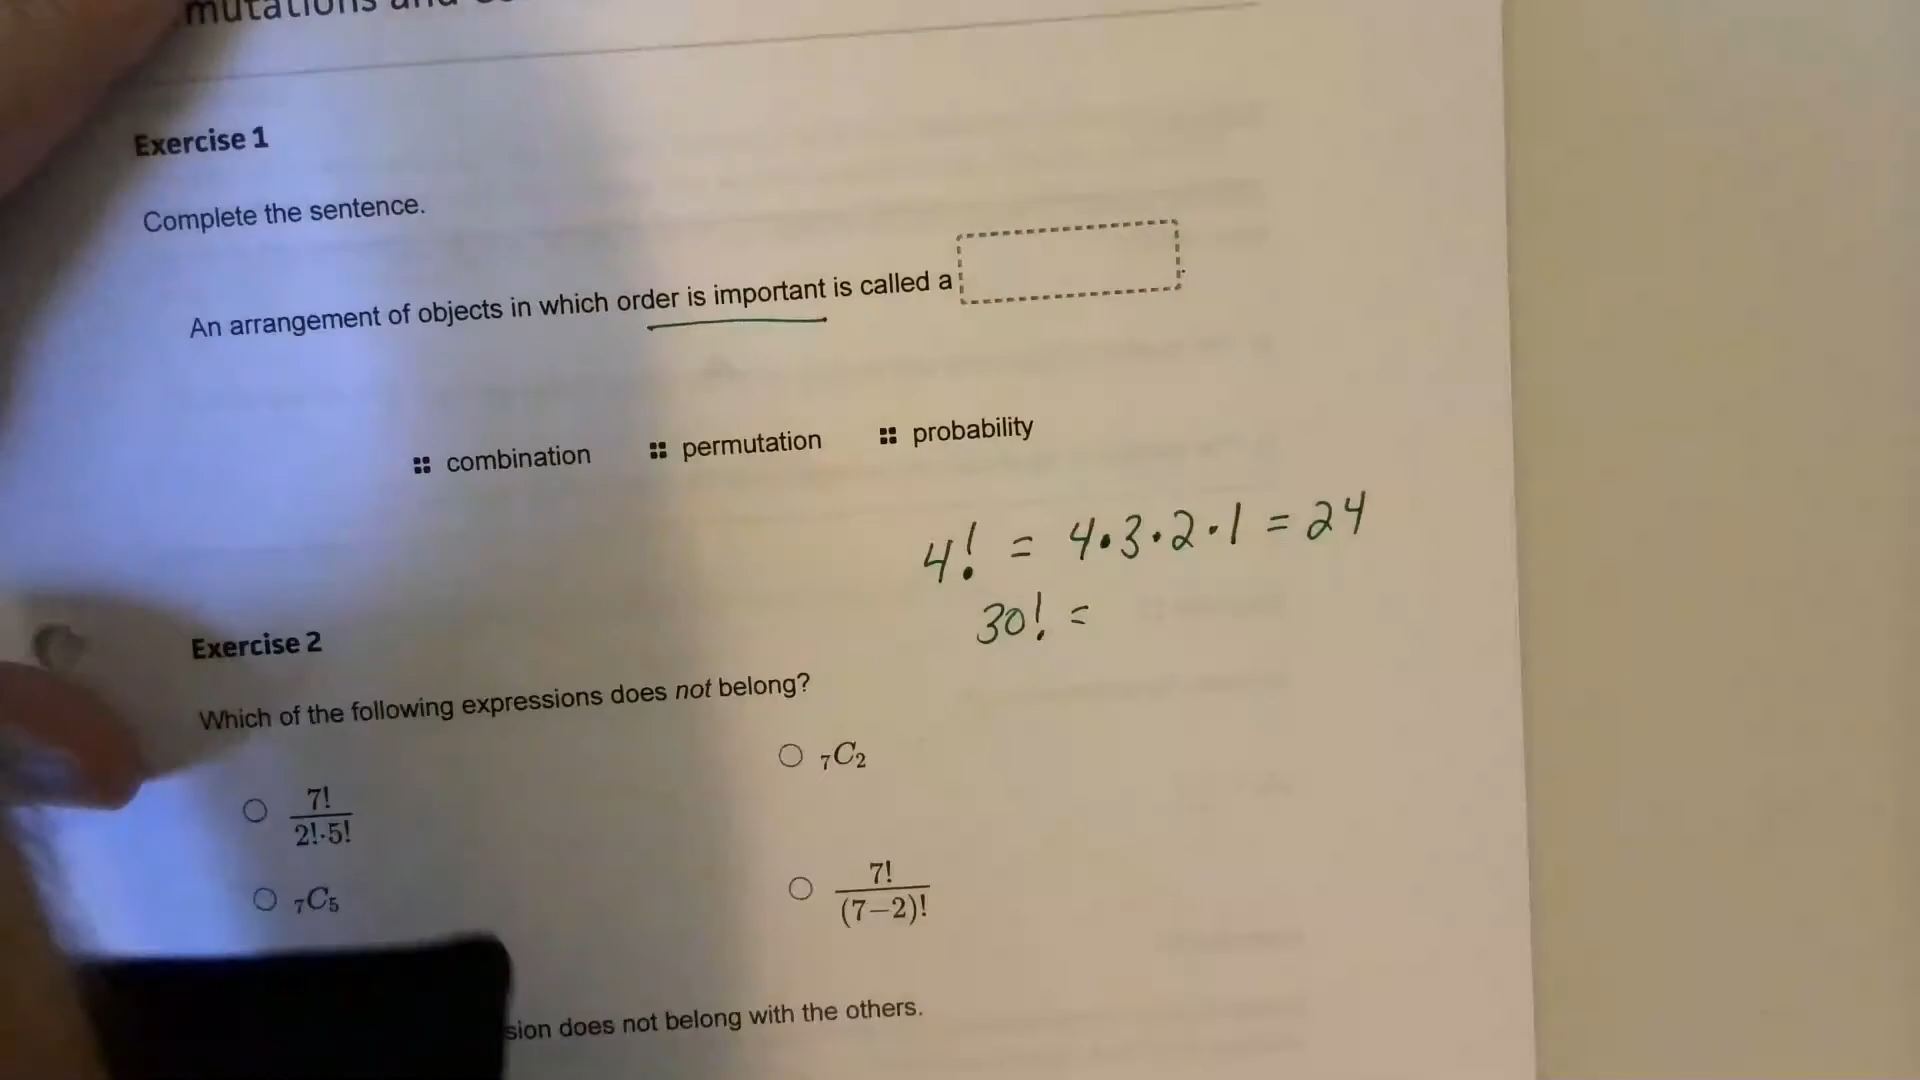 mutations and
Exercise 1
Complete the sentence.
An arrangement of objects in which order is important is called a .
combination permutation probability
4! = 4•3•2•1 = 24
30! =
Exercise 2
Which of the following expressions does not belong?
7!/(2!·5!)
₇C₂
₇C₅
7!/(7−2)!
sion does not belong with the others.